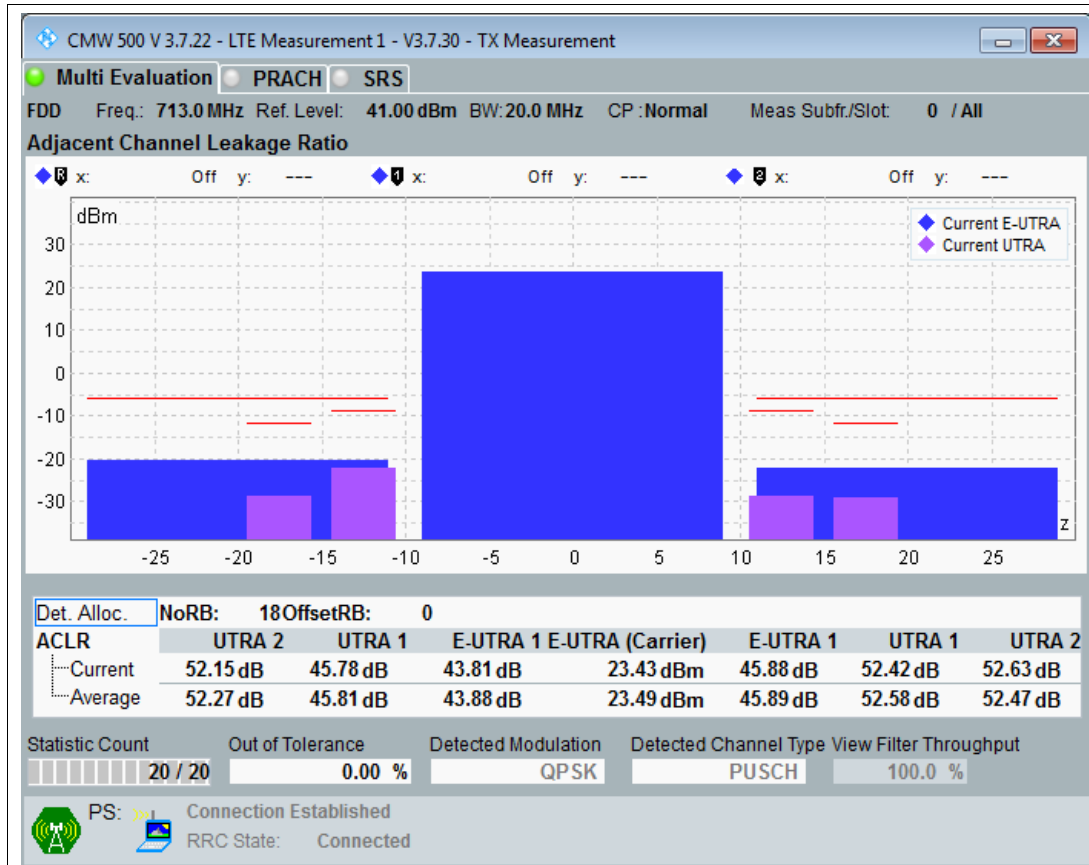 CMW 500 V 3.7.22 - LTE Measurement 1 - V3.7.30 - TX Measurement
Multi Evaluation PRACH SRS
FDD Freq.: 713.0 MHz Ref. Level: 41.00 dBm BW: 20.0 MHz CP : Normal Meas Subfr./Slot: 0 / All
Adjacent Channel Leakage Ratio
R x: Off y: --- 1 x: Off y: --- 2 x: Off y: ---
dBm
Current E-UTRA
Current UTRA
30
20
10
0
-10
-20
-30
z
-25 -20 -15 -10 -5 0 5 10 15 20 25
Det. Alloc. NoRB: 18 OffsetRB: 0
ACLR UTRA 2 UTRA 1 E-UTRA 1 E-UTRA (Carrier) E-UTRA 1 UTRA 1 UTRA 2
Current 52.15 dB 45.78 dB 43.81 dB 23.43 dBm 45.88 dB 52.42 dB 52.63 dB
Average 52.27 dB 45.81 dB 43.88 dB 23.49 dBm 45.89 dB 52.58 dB 52.47 dB
Statistic Count Out of Tolerance Detected Modulation Detected Channel Type View Filter Throughput
20 / 20 0.00 % QPSK PUSCH 100.0 %
PS: Connection Established
RRC State: Connected